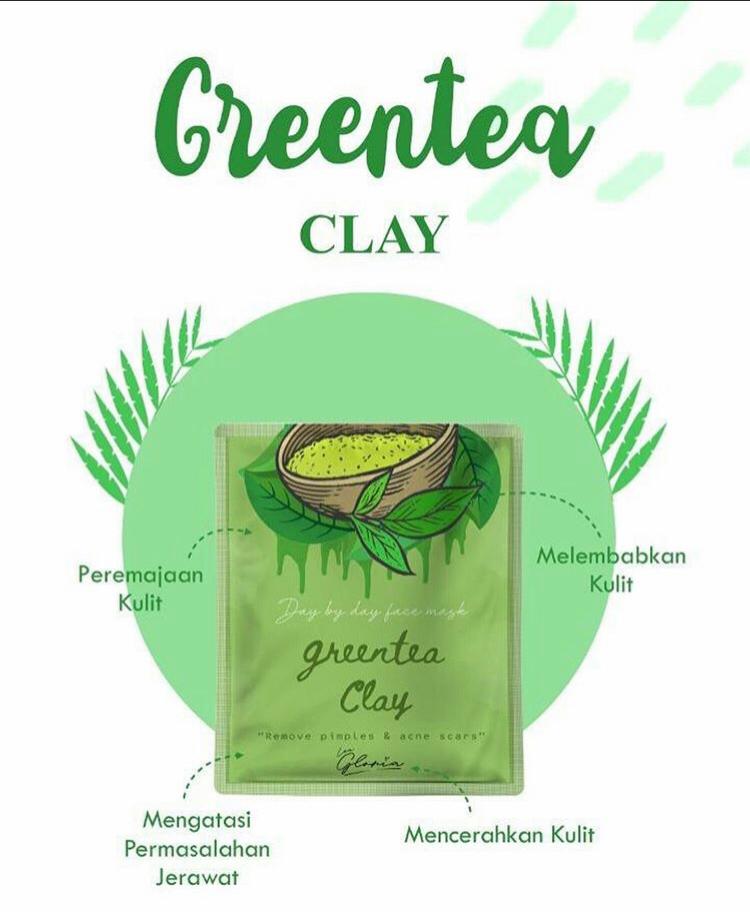 Greentea
CLAY
Peremajaan
Kulit
Melembabkan
Kulit
Day by day face mask
greentea
Clay
"Remove pimples & acne scars"
Gloria
Mengatasi
Permasalahan
Jerawat
Mencerahkan Kulit